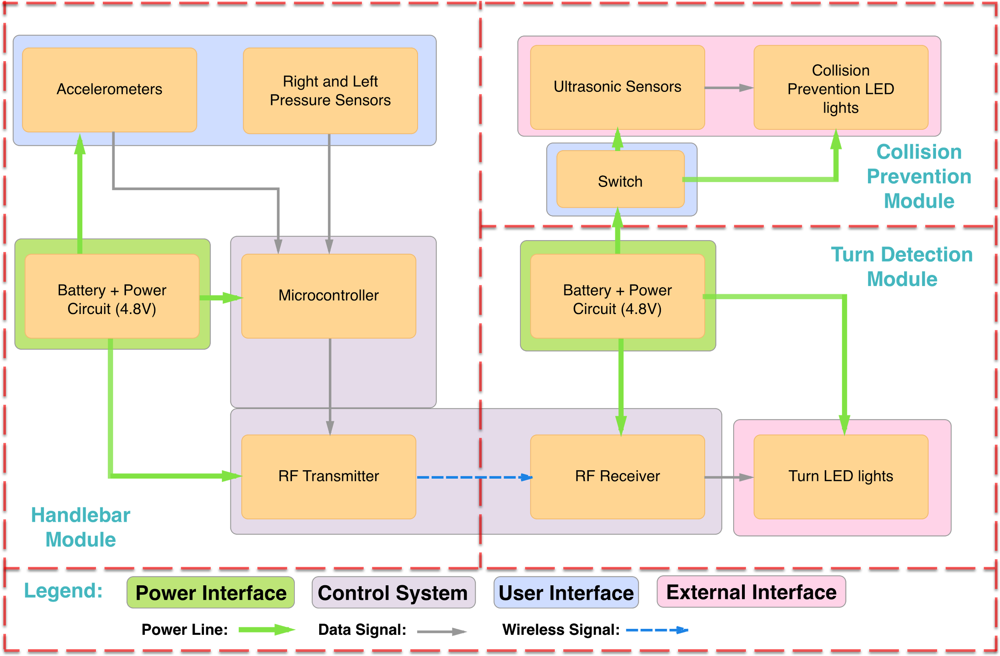 Accelerometers
Right and Left
Pressure Sensors
Battery + Power
Circuit (4.8V)
Microcontroller
RF Transmitter
Handlebar
Module
Ultrasonic Sensors
Collision
Prevention LED
lights
Switch
Collision
Prevention
Module
Turn Detection
Module
Battery + Power
Circuit (4.8V)
RF Receiver
Turn LED lights
Legend:
Power Interface
Control System
User Interface
External Interface
Power Line:
Data Signal:
Wireless Signal: